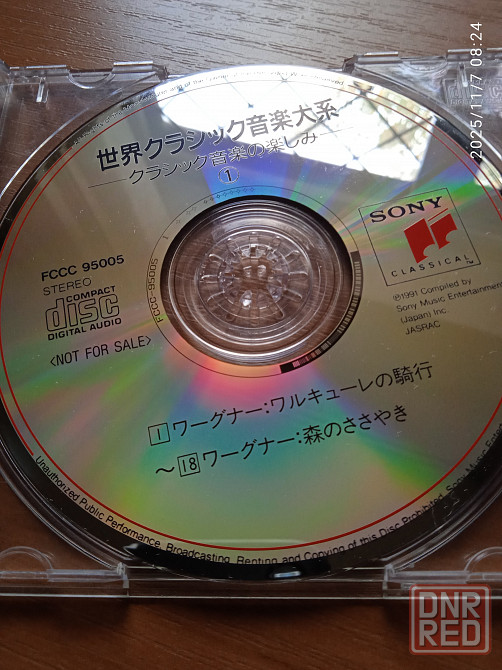 2025/11/7 08:24
世界クラシック音楽大系
クラシック音楽の楽しみ
①
SONY
CLASSICAL™
FCCC 95005
STEREO
COMPACT
disc
DIGITAL AUDIO
〈NOT FOR SALE〉
℗1991 Compiled by
Sony Music Entertainment
(Japan) Inc.
JASRAC
1 ワーグナー:ワルキューレの騎行
～18 ワーグナー:森のささやき
Unauthorized Public Performance, Broadcasting, Renting and Copying of this Disc Prohibited.
DNR
RED